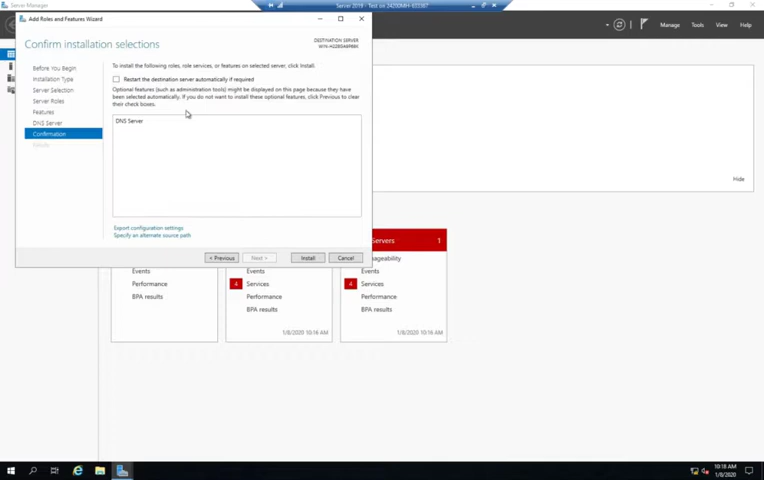 Server Manager
Server 2019 - Test on 24200MH-
Add Roles and Features Wizard
Manage
Tools
View
Help
Confirm installation selections
DESTINATION SERVER
Before You Begin
Installation Type
Server Selection
Server Roles
Features
DNS Server
Confirmation
Results
To install the following roles, role services, or features on selected server, click Install.
Restart the destination server automatically if required
Optional features (such as administration tools) might be displayed on this page because they have
been selected automatically. If you do not want to install these optional features, click Previous to clear
their check boxes.
DNS Server
Export configuration settings
Specify an alternate source path
< Previous
Next >
Install
Cancel
Hide
Servers
1
ageability
Events
Performance
BPA results
Events
4
Services
Performance
BPA results
1/8/2020 10:16 AM
Events
4
Services
Performance
BPA results
1/8/2020 10:16 AM
10:18 AM
1/8/2020